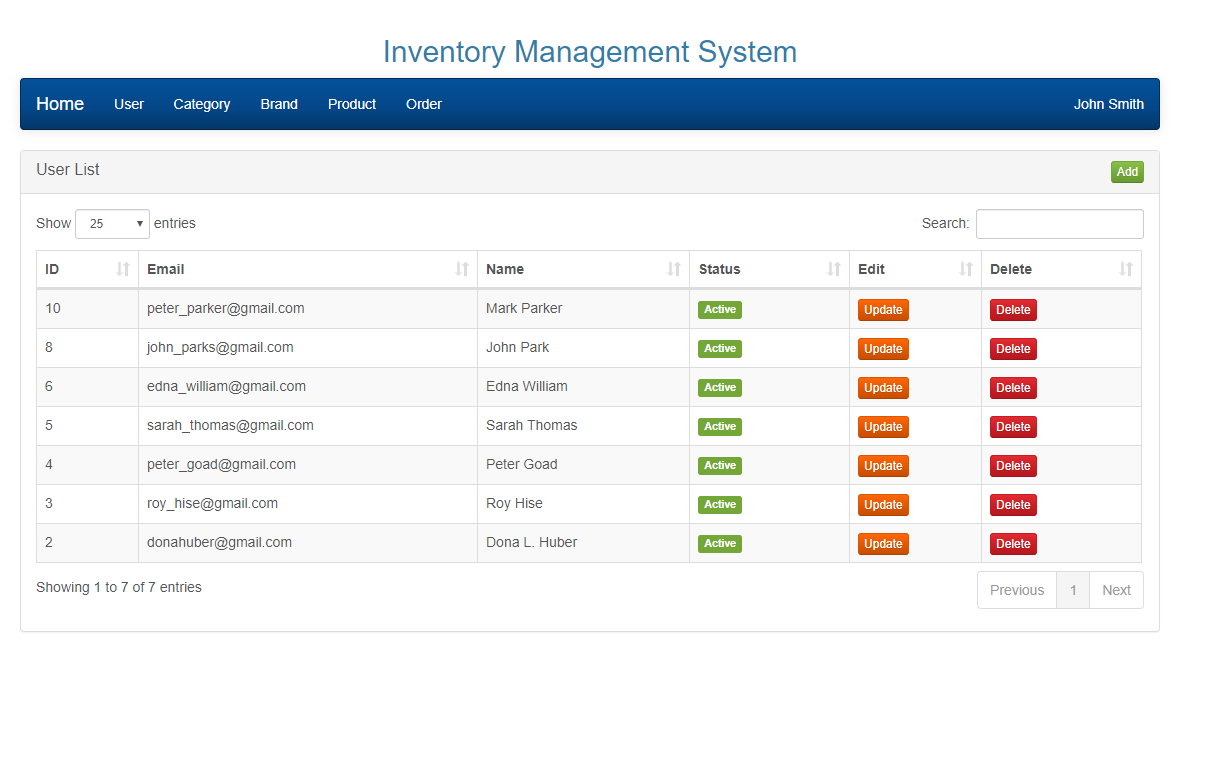 Inventory Management System
Home User Category Brand Product Order John Smith
User List Add
Show 25 entries Search:
ID Email Name Status Edit Delete
10 peter_parker@gmail.com Mark Parker Active Update Delete
8 john_parks@gmail.com John Park Active Update Delete
6 edna_william@gmail.com Edna William Active Update Delete
5 sarah_thomas@gmail.com Sarah Thomas Active Update Delete
4 peter_goad@gmail.com Peter Goad Active Update Delete
3 roy_hise@gmail.com Roy Hise Active Update Delete
2 donahuber@gmail.com Dona L. Huber Active Update Delete
Showing 1 to 7 of 7 entries Previous 1 Next